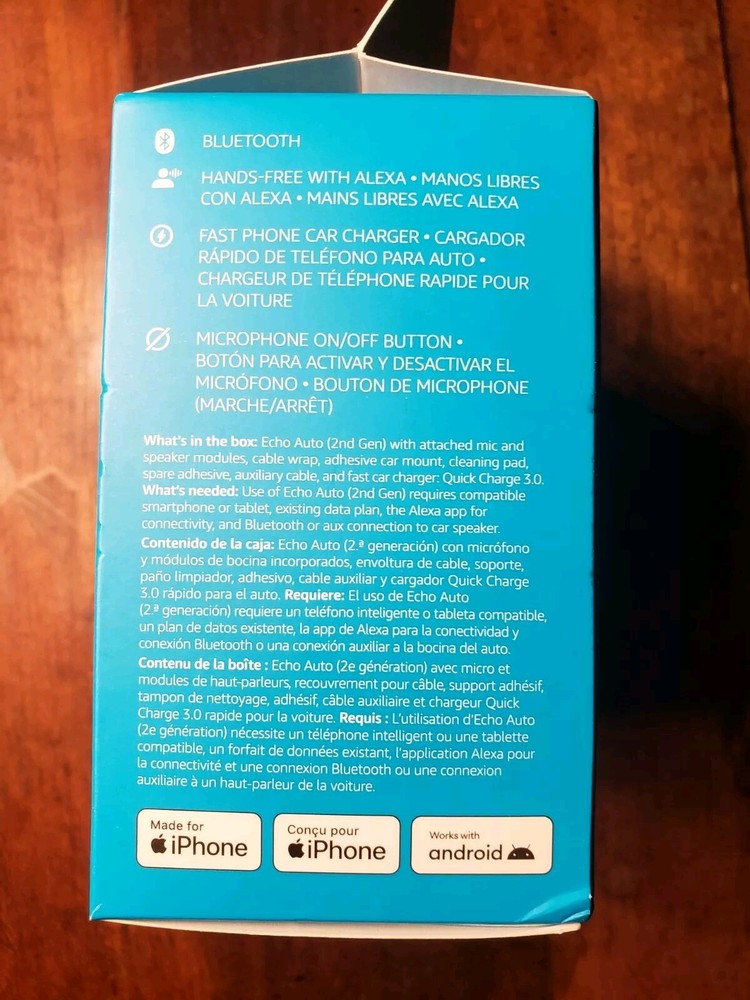 BLUETOOTH
HANDS-FREE WITH ALEXA • MANOS LIBRES
CON ALEXA • MAINS LIBRES AVEC ALEXA
FAST PHONE CAR CHARGER • CARGADOR
RÁPIDO DE TELÉFONO PARA AUTO •
CHARGEUR DE TÉLÉPHONE RAPIDE POUR
LA VOITURE
MICROPHONE ON/OFF BUTTON •
BOTÓN PARA ACTIVAR Y DESACTIVAR EL
MICRÓFONO • BOUTON DE MICROPHONE
(MARCHE/ARRÊT)
What's in the box: Echo Auto (2nd Gen) with attached mic and
speaker modules, cable wrap, adhesive car mount, cleaning pad,
spare adhesive, auxiliary cable, and fast car charger: Quick Charge 3.0.
What's needed: Use of Echo Auto (2nd Gen) requires compatible
smartphone or tablet, existing data plan, the Alexa app for
connectivity, and Bluetooth or aux connection to car speaker.
Contenido de la caja: Echo Auto (2.ª generación) con micrófono
y módulos de bocina incorporados, envoltura de cable, soporte,
paño limpiador, adhesivo, cable auxiliar y cargador Quick Charge
3.0 rápido para el auto. Requiere: El uso de Echo Auto
(2.ª generación) requiere un teléfono inteligente o tableta compatible,
un plan de datos existente, la app de Alexa para la conectividad y
conexión Bluetooth o una conexión auxiliar a la bocina del auto.
Contenu de la boîte : Echo Auto (2e génération) avec micro et
modules de haut-parleurs, recouvrement pour câble, support adhésif,
tampon de nettoyage, adhésif, câble auxiliaire et chargeur Quick
Charge 3.0 rapide pour la voiture. Requis : L'utilisation d'Echo Auto
(2e génération) nécessite un téléphone intelligent ou une tablette
compatible, un forfait de données existant, l'application Alexa pour
la connectivité et une connexion Bluetooth ou une connexion
auxiliaire à un haut-parleur de la voiture.
Made for
iPhone
Conçu pour
iPhone
Works with
android